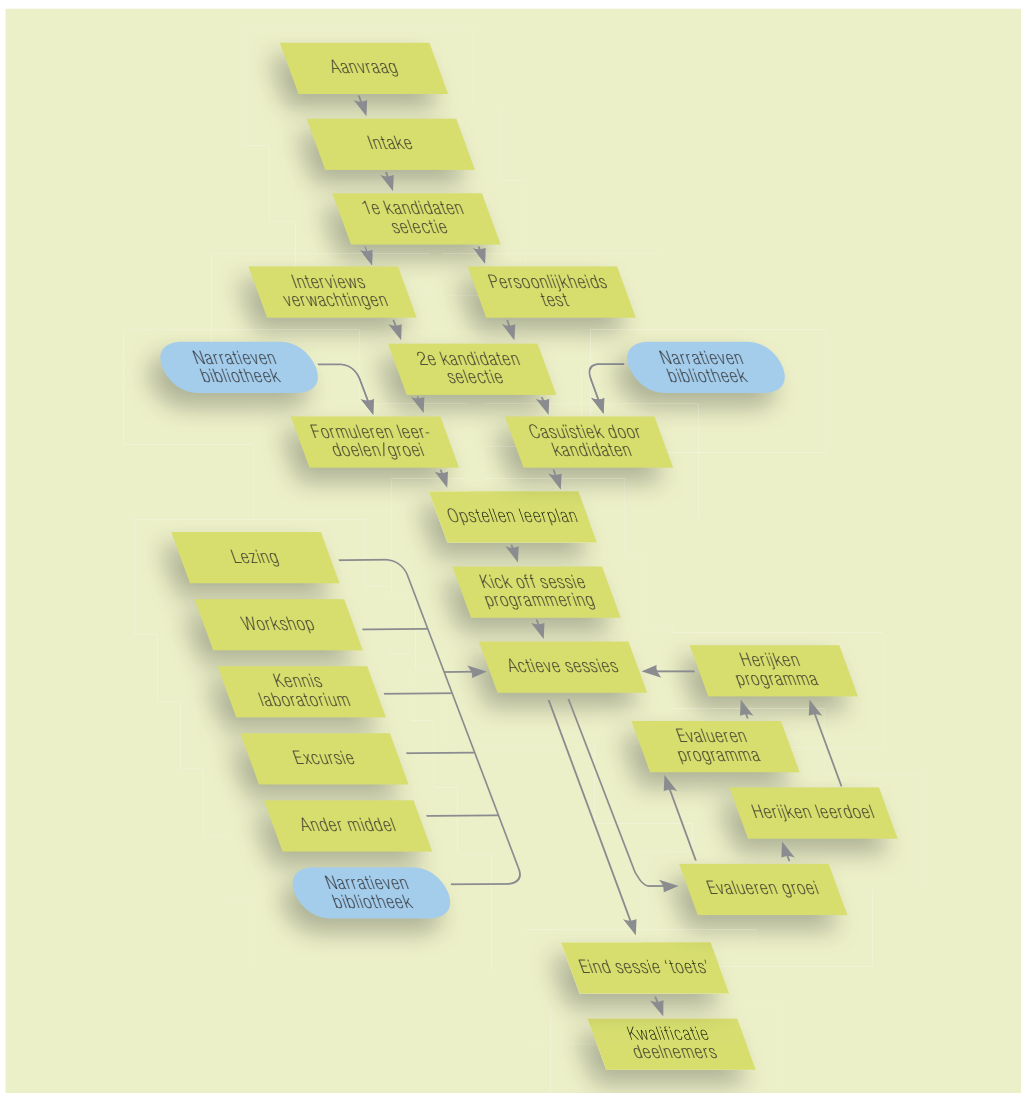 Aanvraag
Intake
1e kandidaten
selectie
Interviews
verwachtingen
Persoonlijkheids
test
Narratieven
bibliotheek
2e kandidaten
selectie
Narratieven
bibliotheek
Formuleren leer-
doelen/groei
Casuïstiek door
kandidaten
Opstellen leerplan
Lezing
Kick off sessie
programmering
Workshop
Actieve sessies
Herijken
programma
Kennis
laboratorium
Evalueren
programma
Excursie
Herijken leerdoel
Ander middel
Narratieven
bibliotheek
Evalueren groei
Eind sessie ‘toets’
Kwalificatie
deelnemers